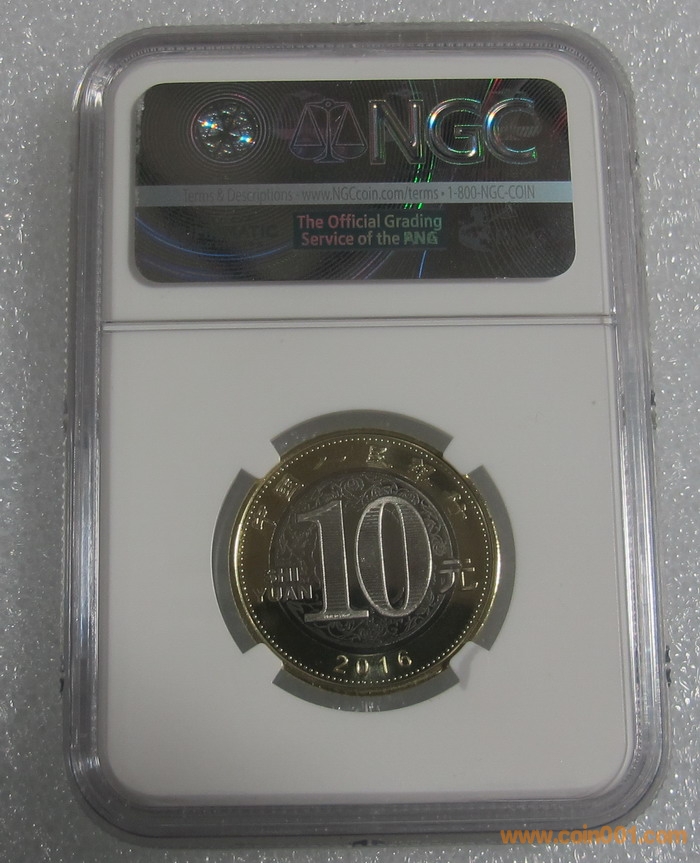 NGC
Terms & Descriptions • www.NGCcoin.com/terms • 1-800-NGC-COIN
The Official Grading
Service of the PNG
中国人民银行
SHI
YUAN
10
元
2016
www.coin001.com